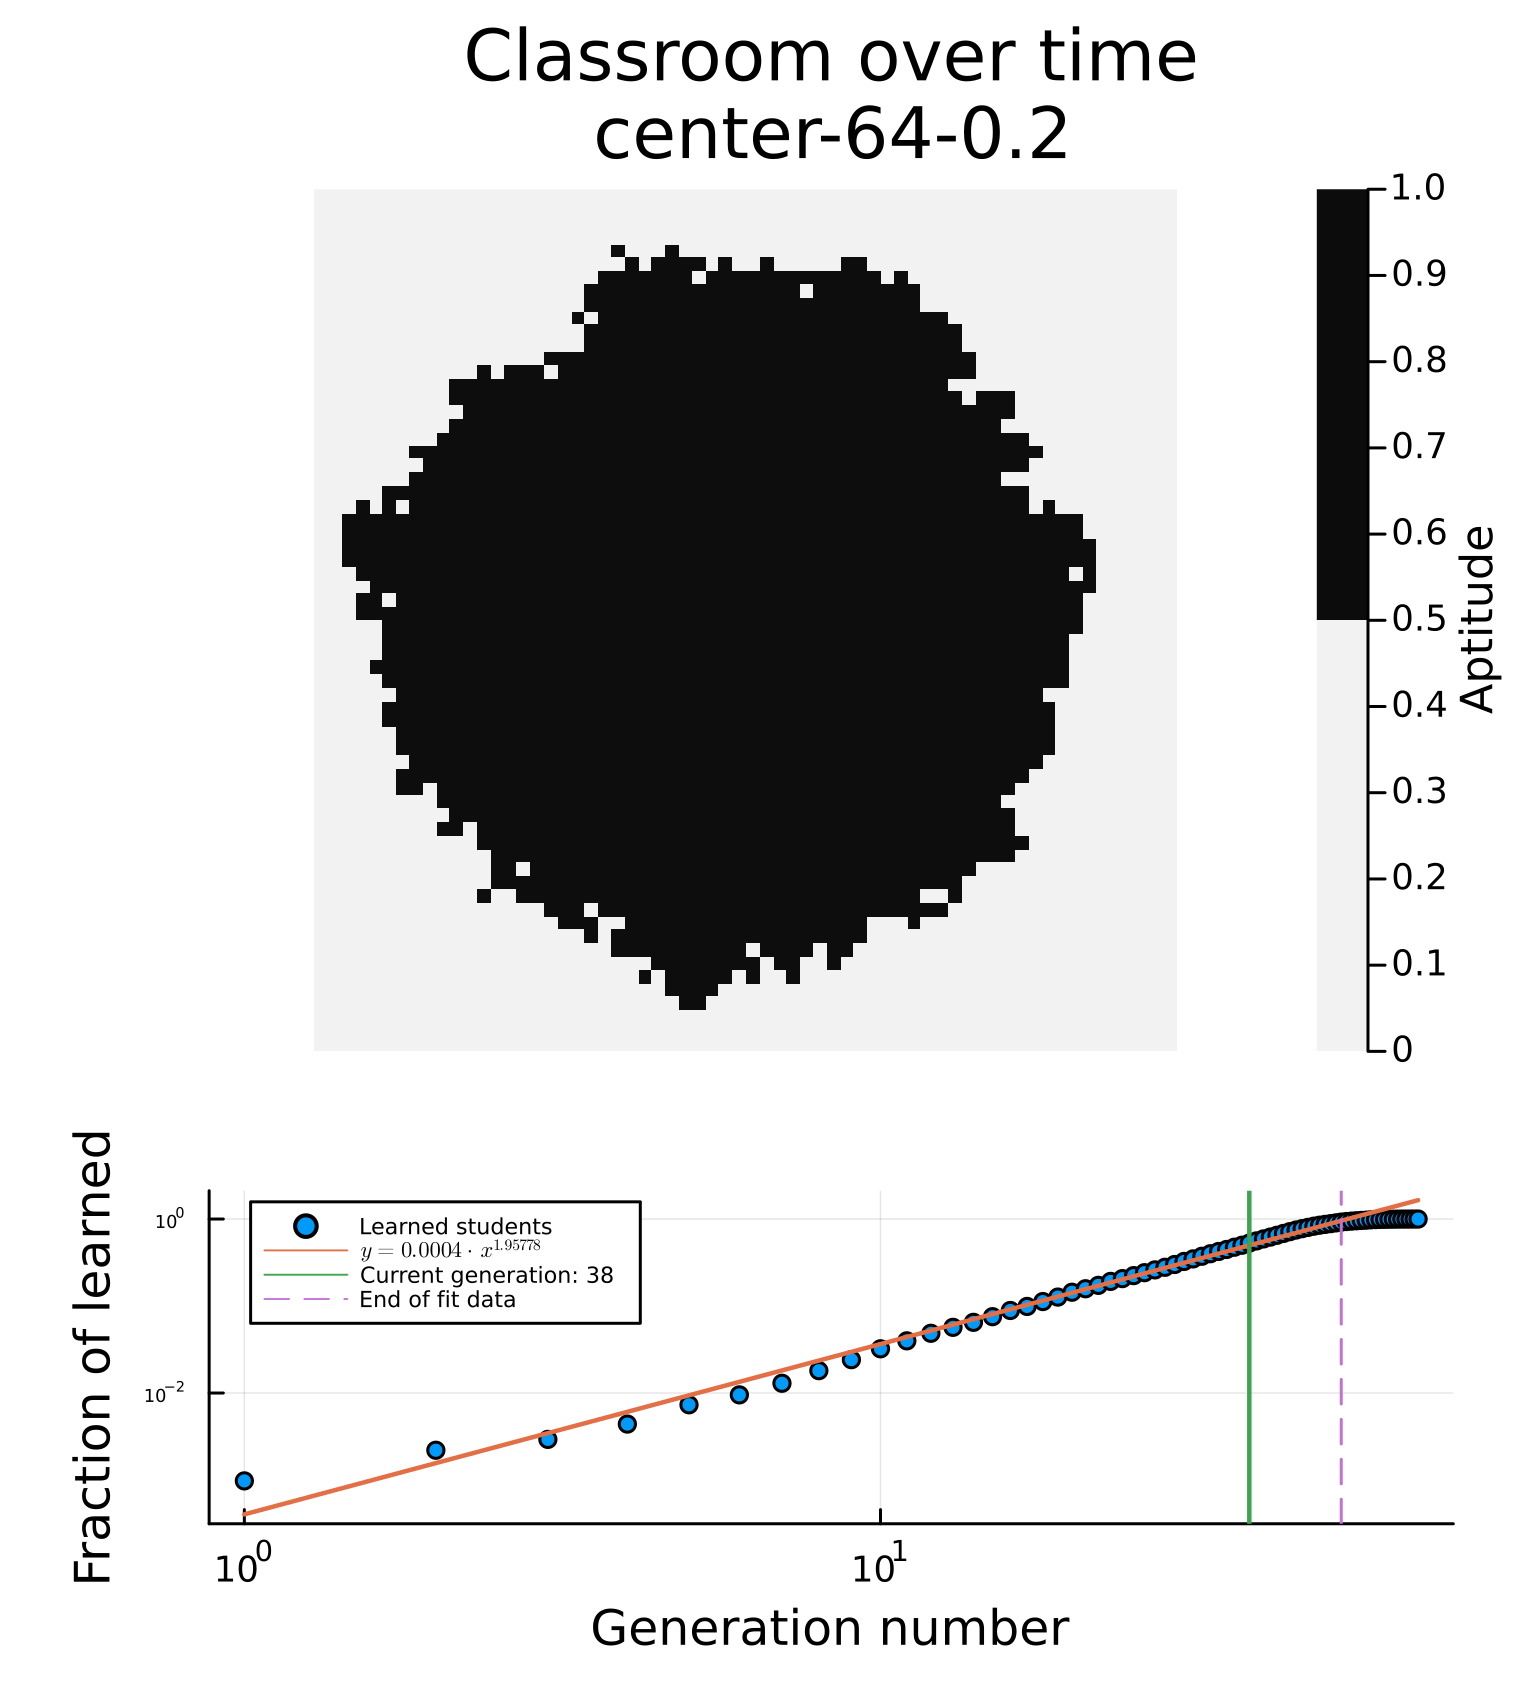 Classroom over time
center-64-0.2
1.0
0.9
0.8
0.7
0.6
0.5
0.4
0.3
0.2
0.1
0
Aptitude
Fraction of learned
10⁰
10⁻²
Learned students
y = 0.0004 · x^1.95778
Current generation: 38
End of fit data
10⁰
10¹
Generation number